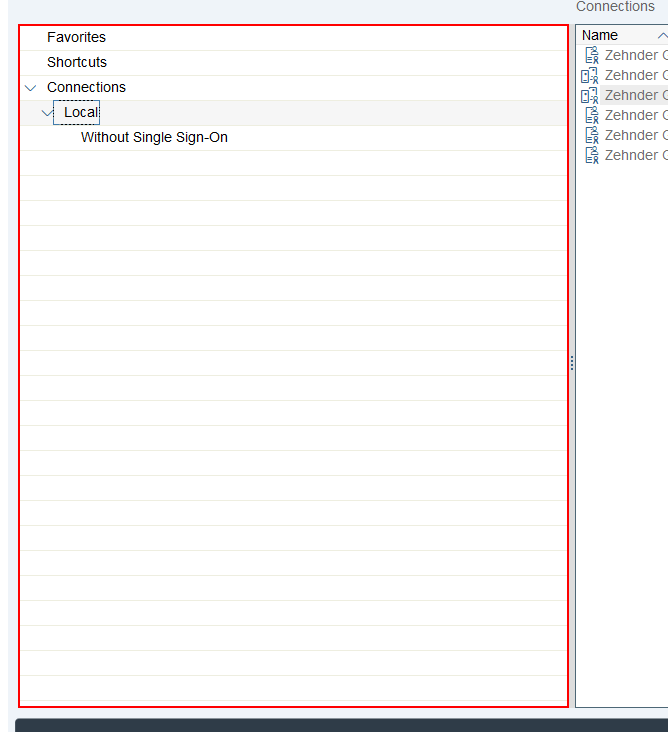 Connections
Favorites
Shortcuts
Connections
Local
Without Single Sign-On
Name
Zehnder
Zehnder
Zehnder
Zehnder
Zehnder
Zehnder